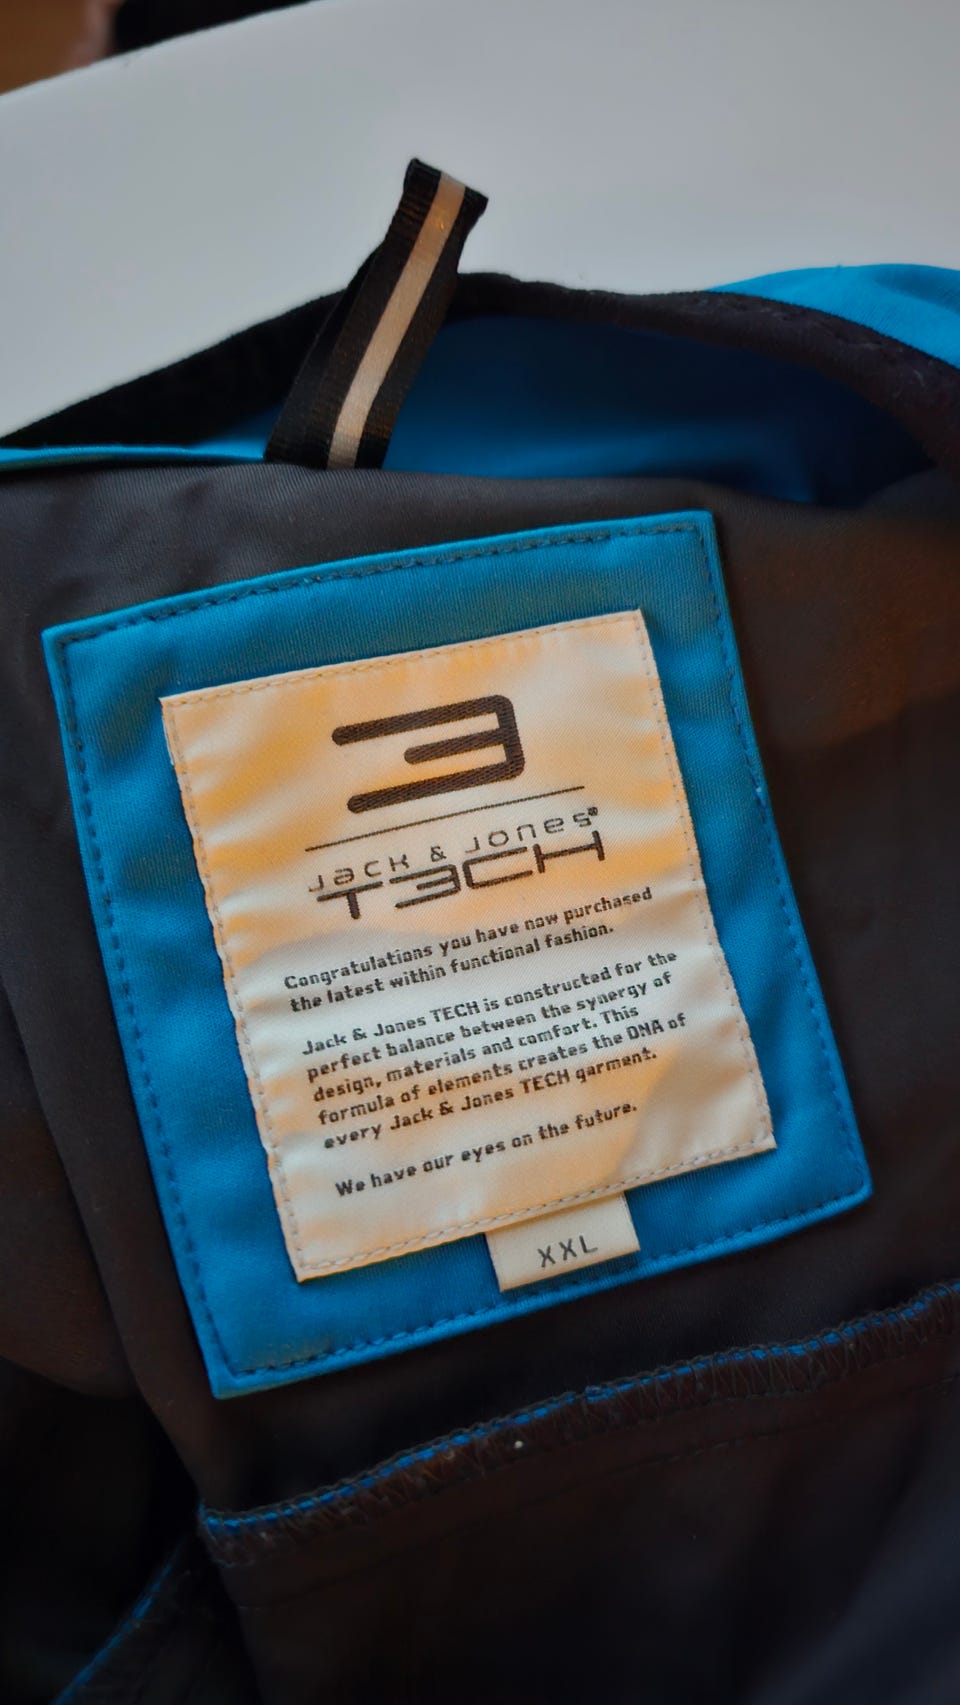 Jack & Jones®
T3CH
Congratulations you have now purchased
the latest within functional fashion.
Jack & Jones TECH is constructed for the
perfect balance between the synergy of
design, materials and comfort. This
formula of elements creates the DNA of
every Jack & Jones TECH garment.
We have our eyes on the future.
XXL